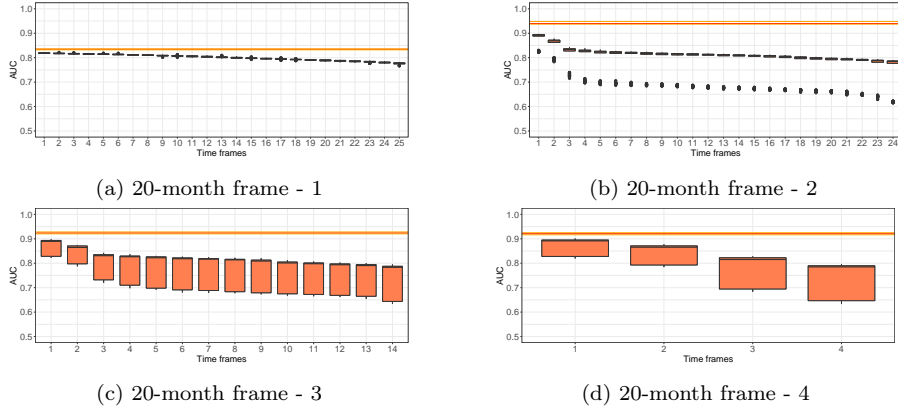 1.0
0.9
0.8
0.7
0.6
0.5
AUC
1 2 3 4 5 6 7 8 9 10 11 12 13 14 15 16 17 18 19 20 21 22 23 24 25
Time frames
(a) 20-month frame - 1
1.0
0.9
0.8
0.7
0.6
0.5
AUC
1 2 3 4 5 6 7 8 9 10 11 12 13 14 15 16 17 18 19 20 21 22 23 24
Time frames
(b) 20-month frame - 2
1.0
0.9
0.8
0.7
0.6
0.5
AUC
1 2 3 4 5 6 7 8 9 10 11 12 13 14
Time frames
(c) 20-month frame - 3
1.0
0.9
0.8
0.7
0.6
0.5
AUC
1 2 3 4
Time frames
(d) 20-month frame - 4